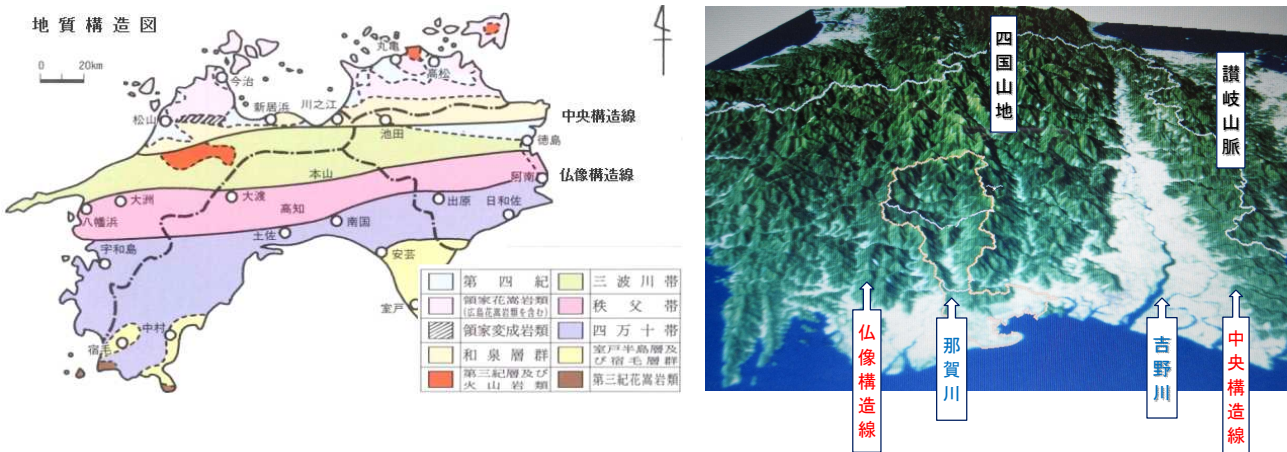 地質構造図
0 20km
丸亀
高松
今治
新居浜
川之江
松山
池田
中央構造線
徳島
仏像構造線
阿南
本山
大洲
大渡
八幡浜
高知
出原
日和佐
南国
土佐
宇和島
安芸
室戸
中村
宿毛
第四紀
三波川帯
領家花嵩岩類
(広島花嵩岩類を含む)
秩父帯
領家変成岩類
四万十帯
和泉層群
室戸半島層及
び宿毛層群
第三紀層及び
火山岩類
第三紀花嵩岩類
四国山地
讃岐山脈
仏像構造線
那賀川
吉野川
中央構造線